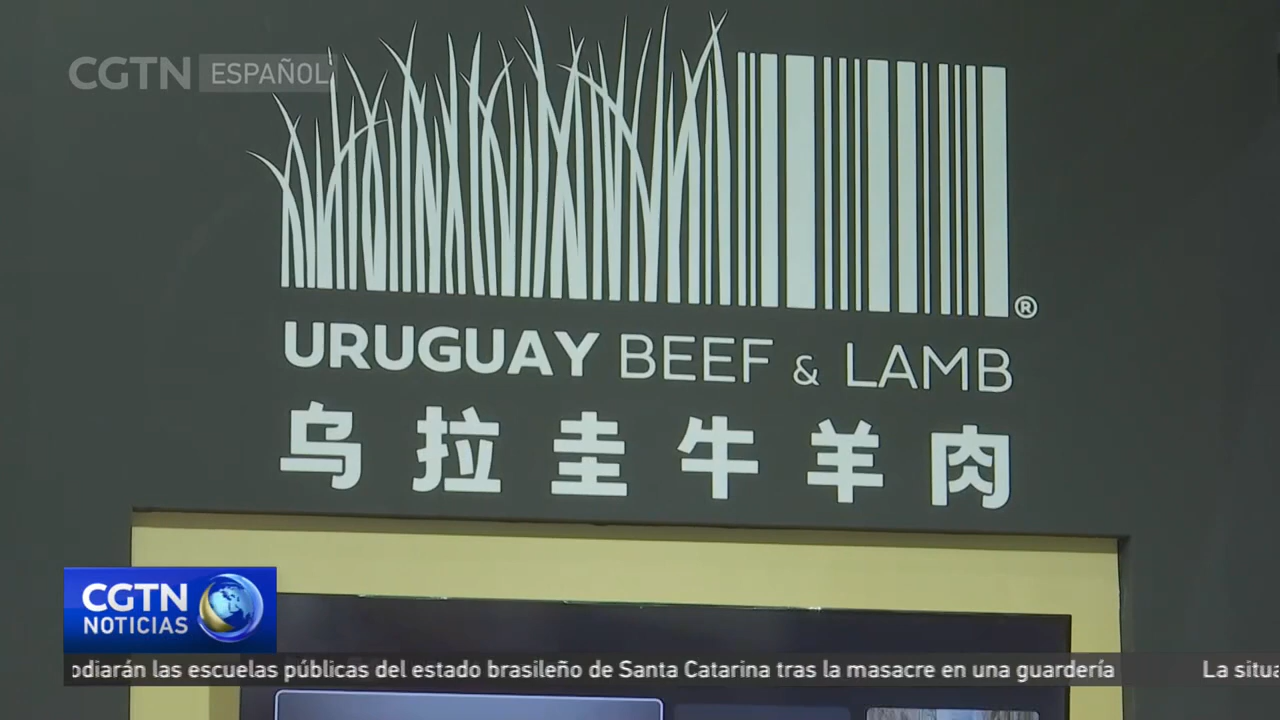 CGTN ESPAÑOL
®
URUGUAY BEEF & LAMB
乌拉圭牛羊肉
CGTN
NOTICIAS
odiarán las escuelas públicas del estado brasileño de Santa Catarina tras la masacre en una guardería La situa